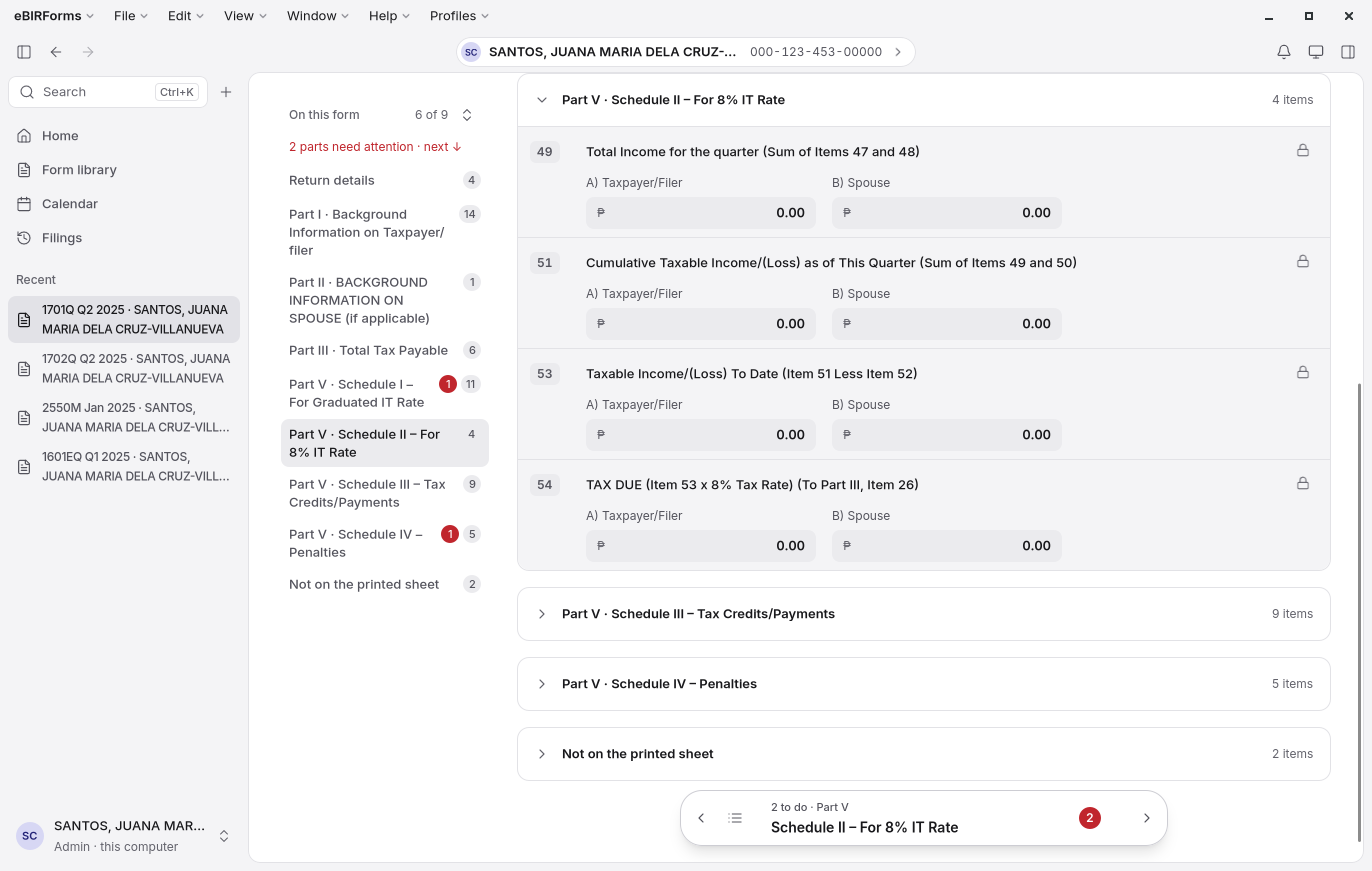 eBIRForms File Edit View Window Help Profiles
SC SANTOS, JUANA MARIA DELA CRUZ-... 000-123-453-00000
Search Ctrl+K
Home
Form library
Calendar
Filings
Recent
1701Q Q2 2025 · SANTOS, JUANA
MARIA DELA CRUZ-VILLANUEVA
1702Q Q2 2025 · SANTOS, JUANA
MARIA DELA CRUZ-VILLANUEVA
2550M Jan 2025 · SANTOS,
JUANA MARIA DELA CRUZ-VILL...
1601EQ Q1 2025 · SANTOS,
JUANA MARIA DELA CRUZ-VILL...
SC SANTOS, JUANA MAR...
Admin · this computer
On this form 6 of 9
2 parts need attention · next ↓
Return details 4
Part I · Background 14
Information on Taxpayer/
filer
Part II · BACKGROUND 1
INFORMATION ON
SPOUSE (if applicable)
Part III · Total Tax Payable 6
Part V · Schedule I – 1 11
For Graduated IT Rate
Part V · Schedule II – For 4
8% IT Rate
Part V · Schedule III – Tax 9
Credits/Payments
Part V · Schedule IV – 1 5
Penalties
Not on the printed sheet 2
Part V · Schedule II – For 8% IT Rate 4 items
49 Total Income for the quarter (Sum of Items 47 and 48)
A) Taxpayer/Filer B) Spouse
₱ 0.00 ₱ 0.00
51 Cumulative Taxable Income/(Loss) as of This Quarter (Sum of Items 49 and 50)
A) Taxpayer/Filer B) Spouse
₱ 0.00 ₱ 0.00
53 Taxable Income/(Loss) To Date (Item 51 Less Item 52)
A) Taxpayer/Filer B) Spouse
₱ 0.00 ₱ 0.00
54 TAX DUE (Item 53 x 8% Tax Rate) (To Part III, Item 26)
A) Taxpayer/Filer B) Spouse
₱ 0.00 ₱ 0.00
Part V · Schedule III – Tax Credits/Payments 9 items
Part V · Schedule IV – Penalties 5 items
Not on the printed sheet 2 items
2 to do · Part V
Schedule II – For 8% IT Rate 2